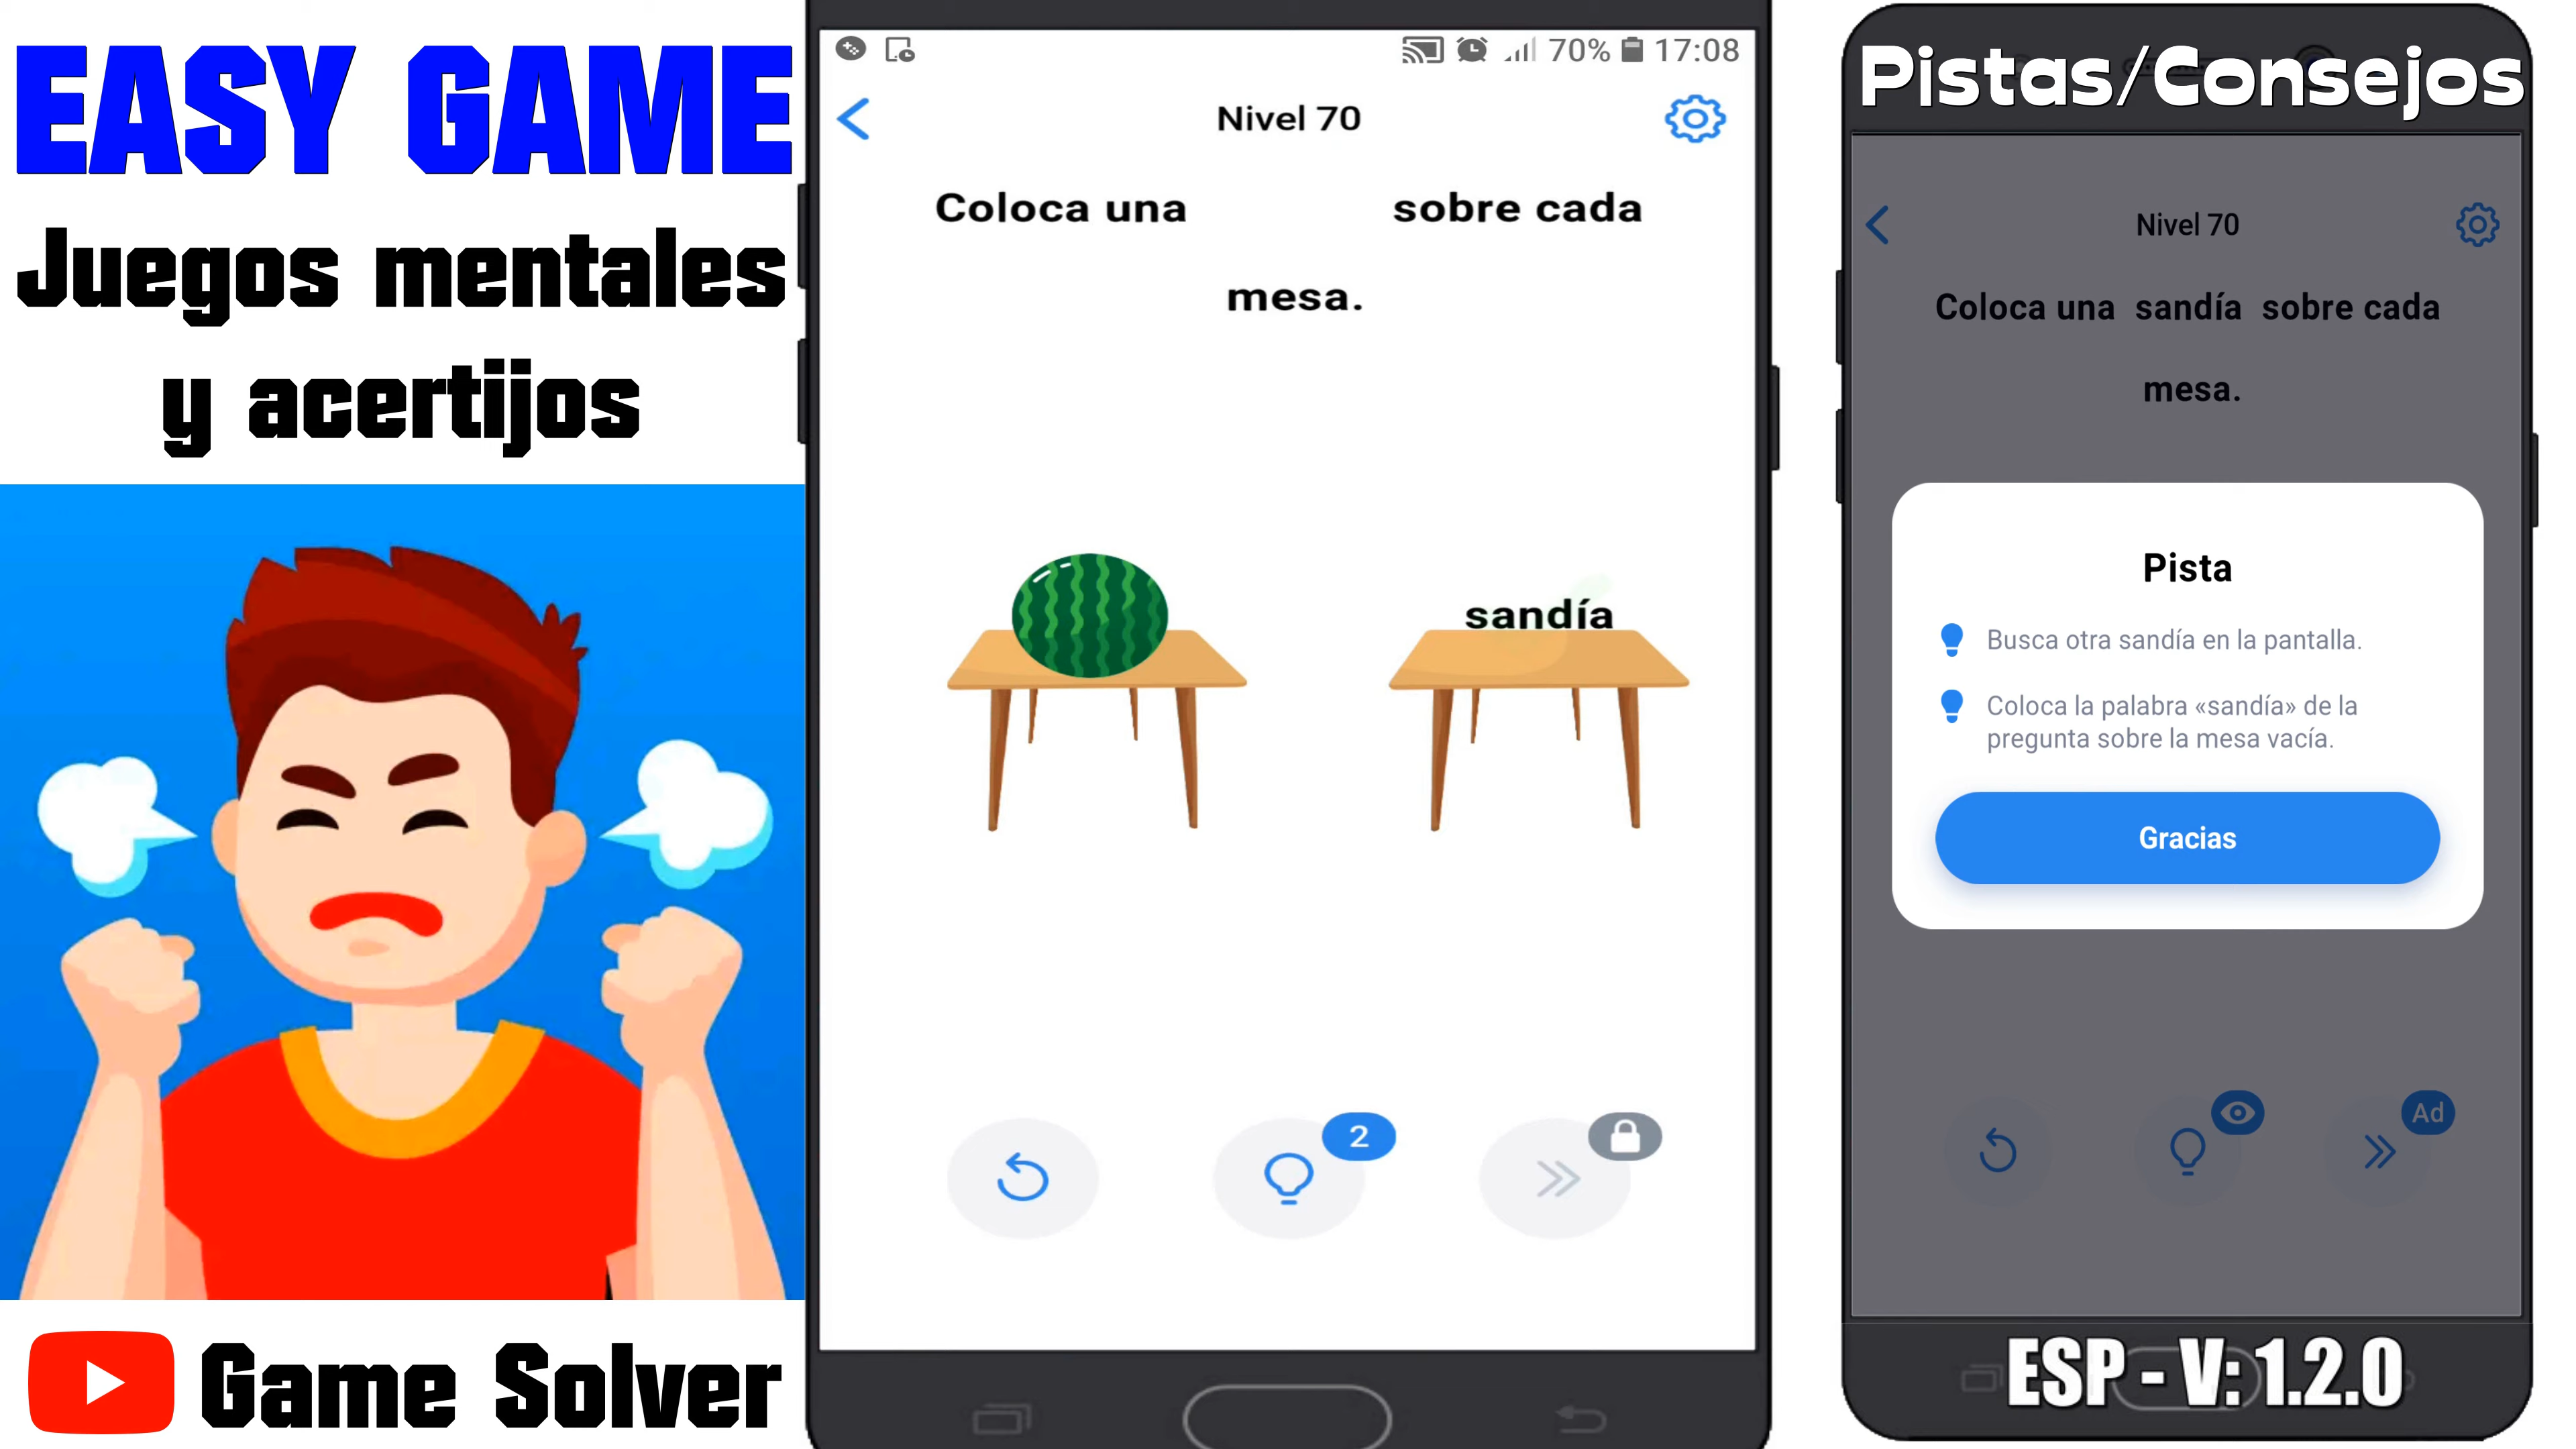 EASY GAME
Juegos mentales
y acertijos
Game Solver
70% 17:08
Nivel 70
Coloca una sobre cada
mesa.
sandía
2
Pistas/Consejos
Nivel 70
Coloca una sandía sobre cada
mesa.
Pista
Busca otra sandía en la pantalla.
Coloca la palabra «sandía» de la
pregunta sobre la mesa vacía.
Gracias
Ad
ESP - V: 1.2.0